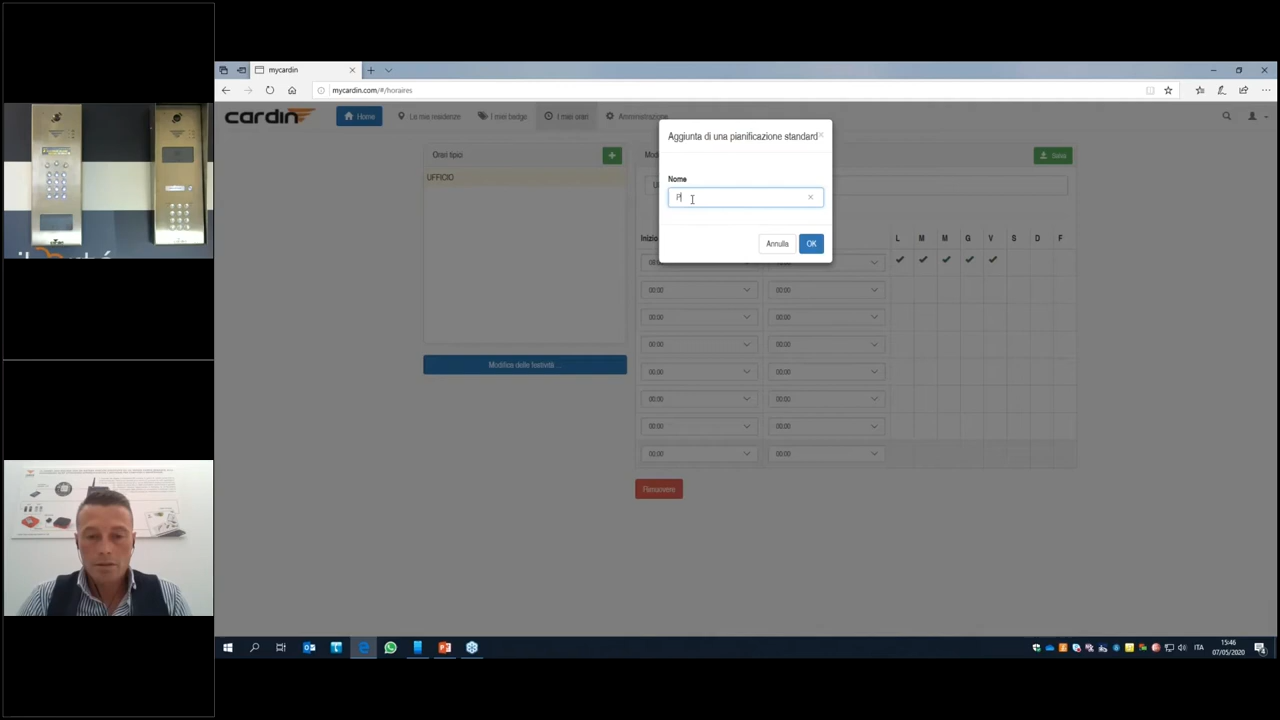 mycardin
mycardin.com/#/horaires
cardin
Home
Le mie residenze
I miei badge
I miei orari
Amministrazione
Orari tipici
UFFICIO
Modifica delle festività ...
Salva
Aggiunta di una pianificazione standard
Nome
P
Annulla
OK
Inizio
L M M G V S D F
00:00 00:00
00:00 00:00
00:00 00:00
00:00 00:00
00:00 00:00
00:00 00:00
00:00 00:00
Rimuovere
ITA
15:46
07/05/2020